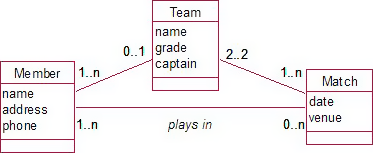 Team
name
grade
captain
0..1
2..2
1..n
1..n
Member
name
address
phone
Match
date
venue
1..n
plays in
0..n